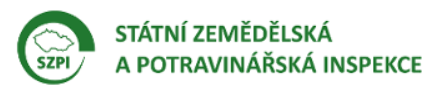 SZPI
STÁTNÍ ZEMĚDĚLSKÁ
A POTRAVINÁŘSKÁ INSPEKCE